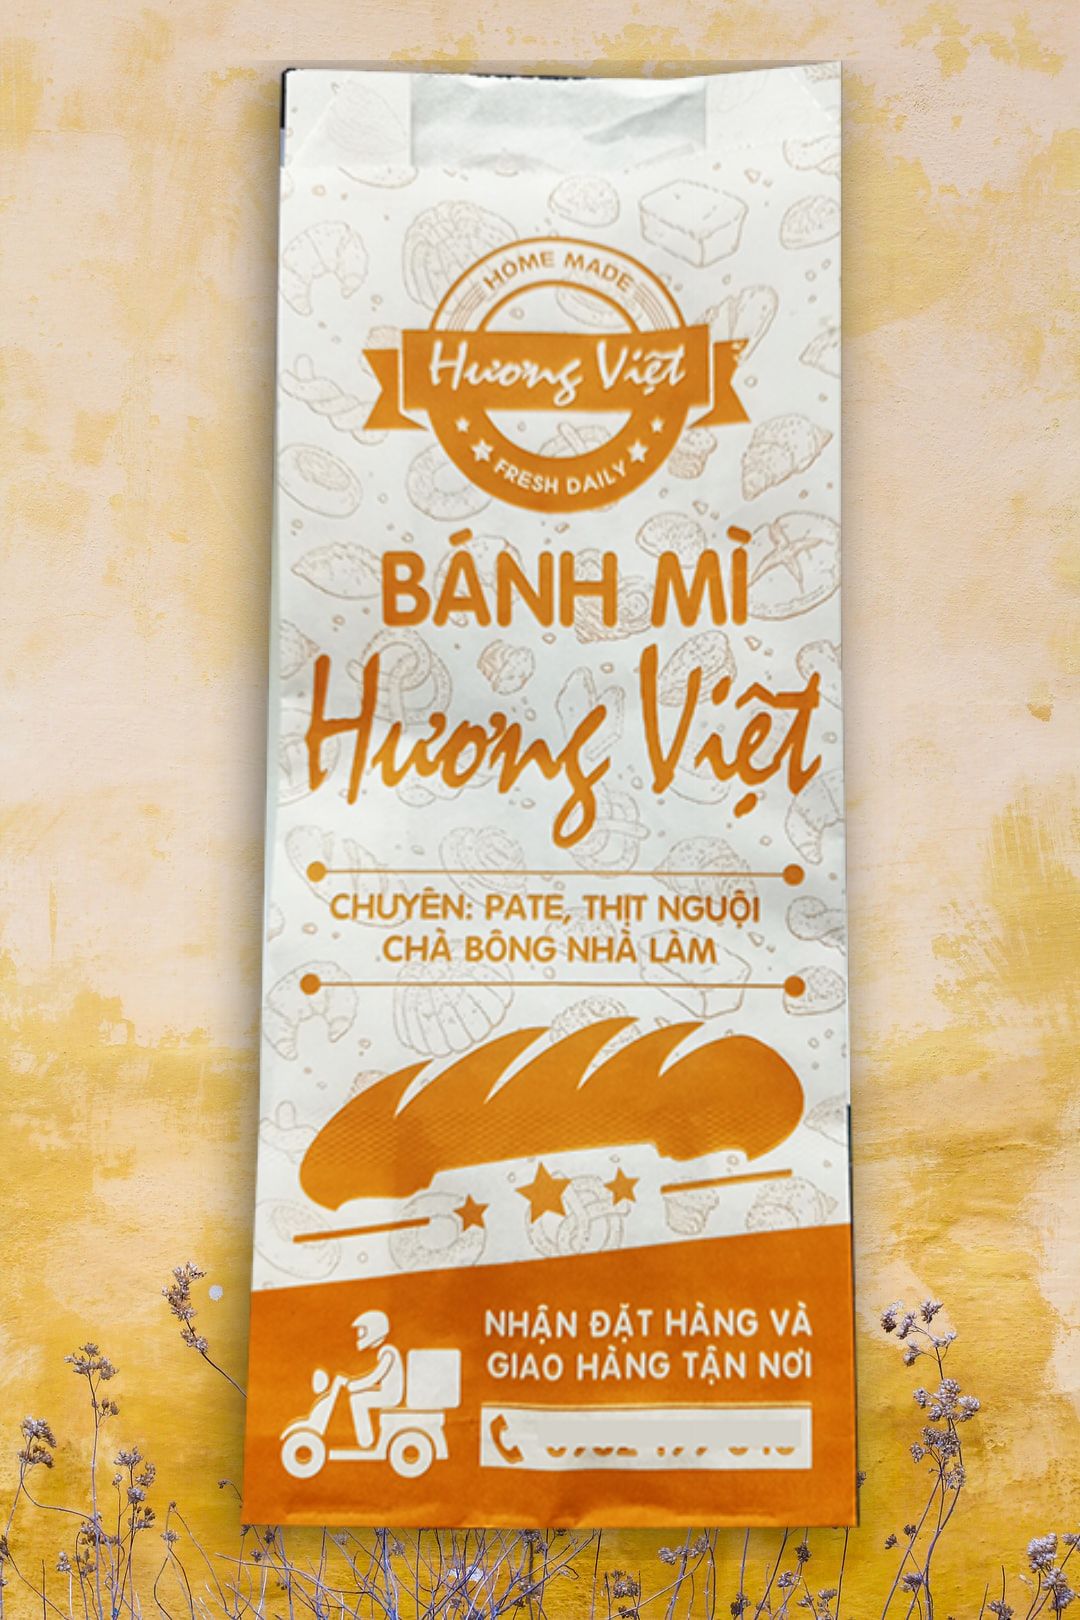 HOME MADE
Hương Việt
FRESH DAILY
BÁNH MÌ
Hương Việt
CHUYÊN: PATE, THỊT NGUỘI
CHÀ BÔNG NHÀ LÀM
NHẬN ĐẶT HÀNG VÀ
GIAO HÀNG TẬN NƠI